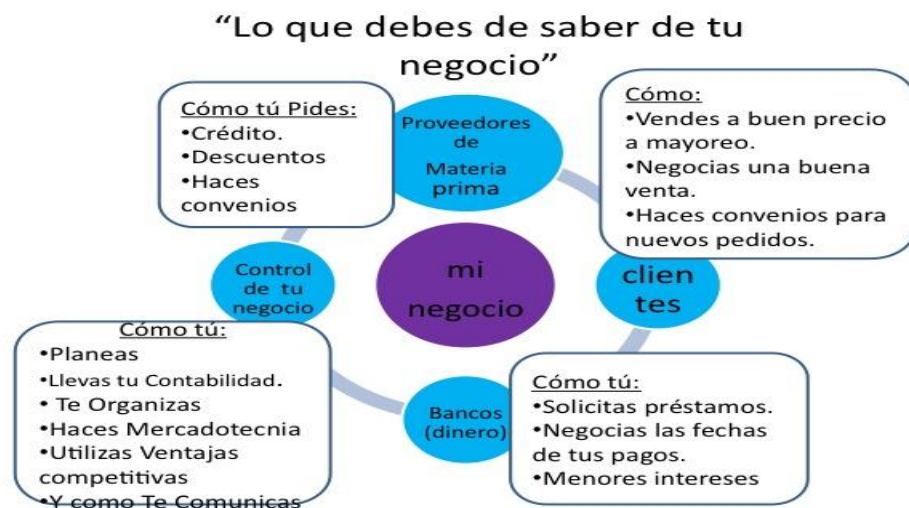 “Lo que debes de saber de tu
negocio”
Cómo tú Pides:
•Crédito.
•Descuentos
•Haces
convenios
Proveedores
de
Materia
prima
Cómo:
•Vendes a buen precio
a mayoreo.
•Negocias una buena
venta.
•Haces convenios para
nuevos pedidos.
Control
de tu
negocio
mi
negocio
clien
tes
Cómo tú:
•Planeas
•Llevas tu Contabilidad.
• Te Organizas
•Haces Mercadotecnia
•Utilizas Ventajas
competitivas
•Y como Te Comunicas
Bancos
(dinero)
Cómo tú:
•Solicitas préstamos.
•Negocias las fechas
de tus pagos.
•Menores intereses